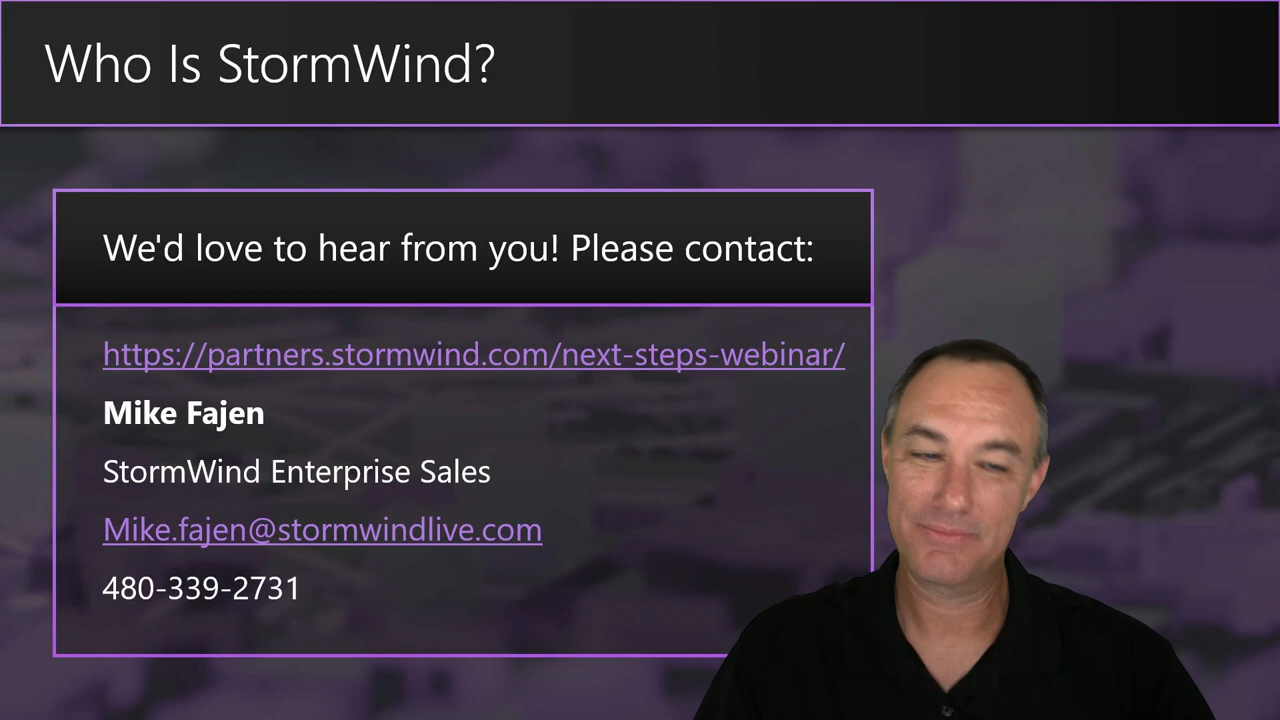 Who Is StormWind?
We'd love to hear from you! Please contact:
https://partners.stormwind.com/next-steps-webinar/
Mike Fajen
StormWind Enterprise Sales
Mike.fajen@stormwindlive.com
480-339-2731